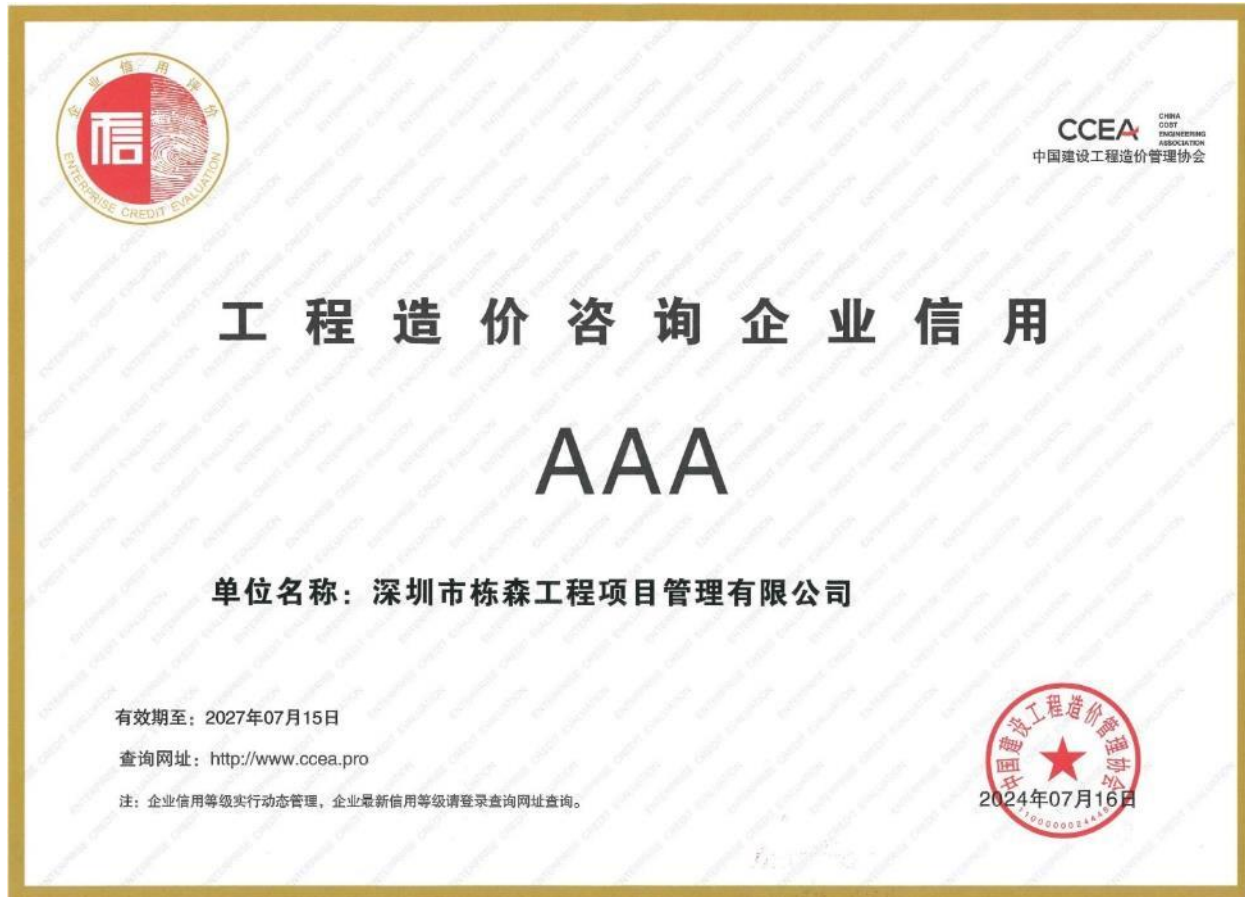 企业信用评价
信
ENTERPRISE CREDIT EVALUATION
CCEA
CHINA
COST
ENGINEERING
ASSOCIATION
中国建设工程造价管理协会
工程造价咨询企业信用
AAA
单位名称：深圳市栋森工程项目管理有限公司
有效期至：2027年07月15日
查询网址：http://www.ccea.pro
注：企业信用等级实行动态管理，企业最新信用等级请登录查询网址查询。
中国建设工程造价管理协会
2024年07月16日